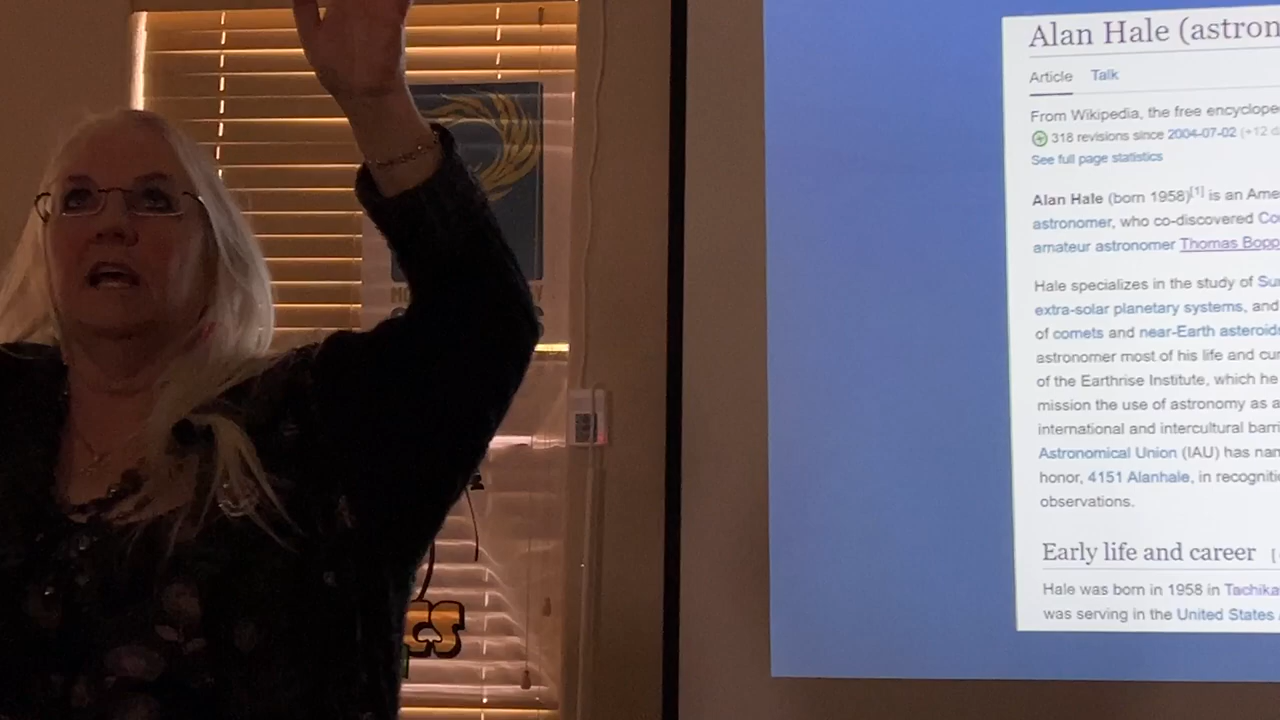 Alan Hale (astron
Article Talk
From Wikipedia, the free encyclope
318 revisions since 2004-07-02 (+12 d
See full page statistics
Alan Hale (born 1958)[1] is an Ame
astronomer, who co-discovered Co
amateur astronomer Thomas Bopp
Hale specializes in the study of Su
extra-solar planetary systems, and
of comets and near-Earth asteroids
astronomer most of his life and cu
of the Earthrise Institute, which he
mission the use of astronomy as a
international and intercultural barri
Astronomical Union (IAU) has nam
honor, 4151 Alanhale, in recogniti
observations.
Early life and career [
Hale was born in 1958 in Tachika
was serving in the United States
CS